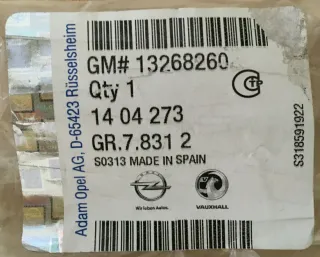 Adam Opel AG, D-65423 Rüsselsheim
GM# 13268260
Qty 1
14 04 273
GR.7.831 2
S0313 MADE IN SPAIN
Wir leben Autos.
VAUXHALL
S318591922